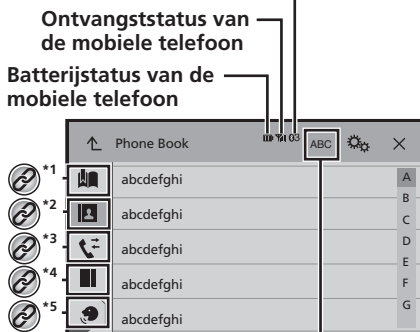 Ontvangststatus van
de mobiele telefoon
Batterijstatus van de
mobiele telefoon
Phone Book
ABC
*1
abcdefghi
A
B
*2
abcdefghi
C
*3
abcdefghi
D
E
*4
abcdefghi
F
*5
abcdefghi
G